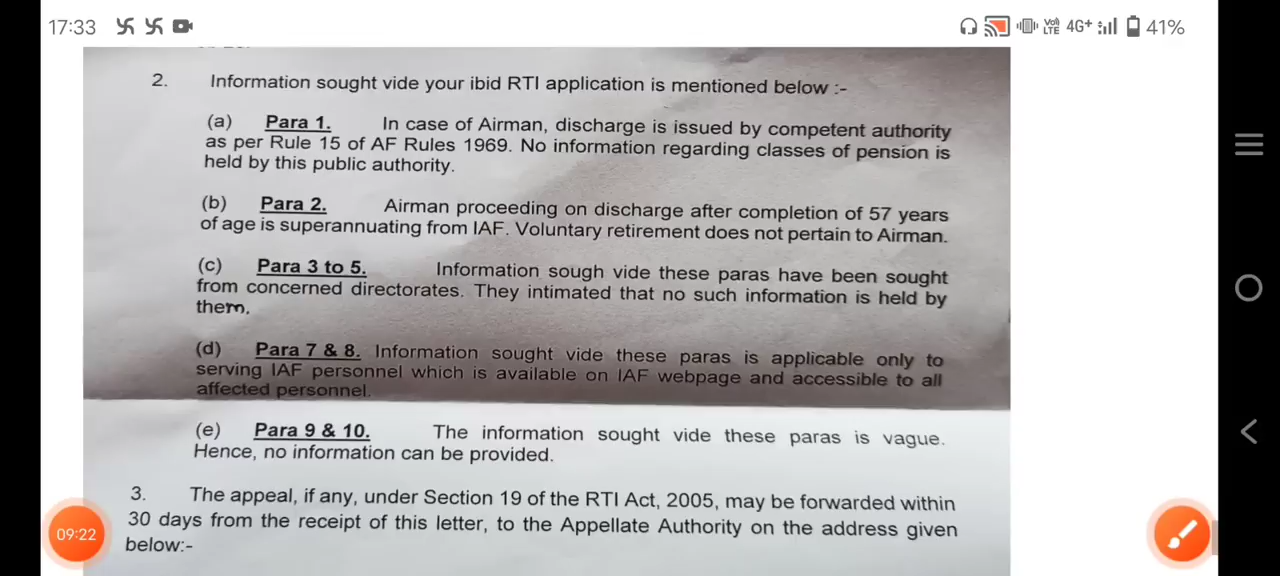 17:33 卐 卐 Vo) LTE 4G+ 41%
2. Information sought vide your ibid RTI application is mentioned below :-
(a) Para 1. In case of Airman, discharge is issued by competent authority
as per Rule 15 of AF Rules 1969. No information regarding classes of pension is
held by this public authority.
(b) Para 2. Airman proceeding on discharge after completion of 57 years
of age is superannuating from IAF. Voluntary retirement does not pertain to Airman.
(c) Para 3 to 5. Information sough vide these paras have been sought
from concerned directorates. They intimated that no such information is held by
them.
(d) Para 7 & 8. Information sought vide these paras is applicable only to
serving IAF personnel which is available on IAF webpage and accessible to all
affected personnel.
(e) Para 9 & 10. The information sought vide these paras is vague.
Hence, no information can be provided.
3. The appeal, if any, under Section 19 of the RTI Act, 2005, may be forwarded within
30 days from the receipt of this letter, to the Appellate Authority on the address given
below:-
09:22